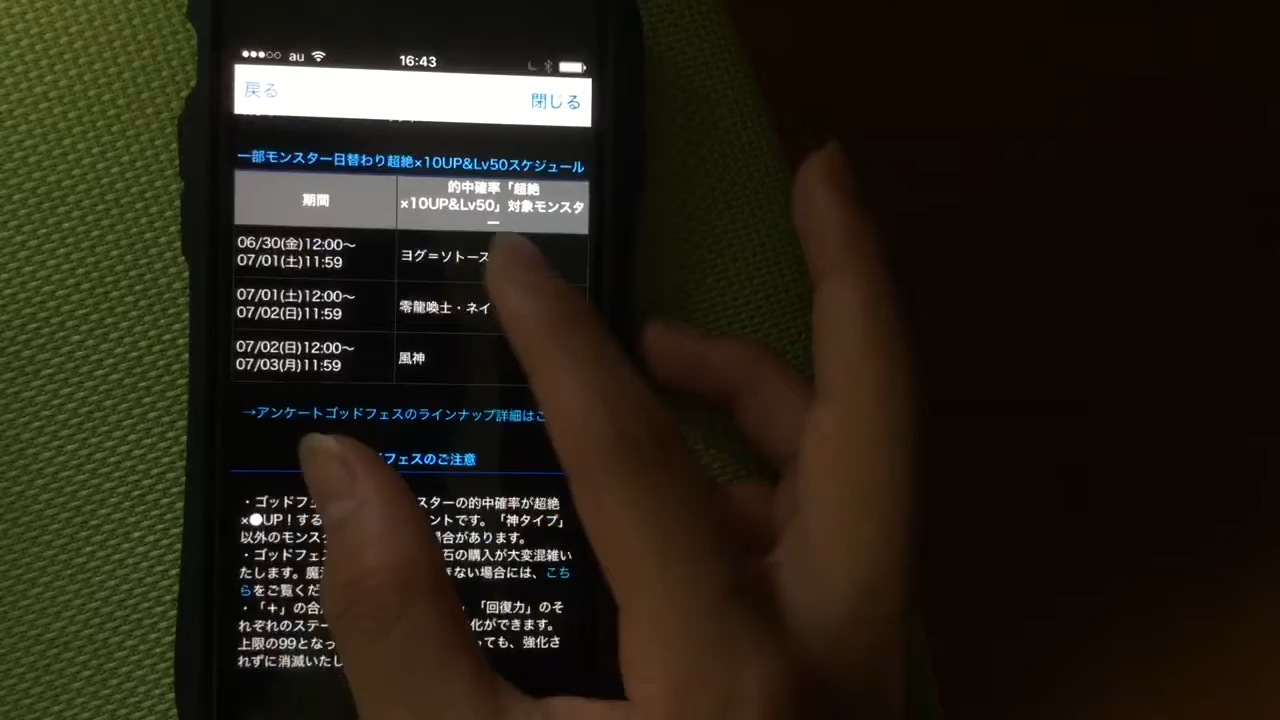 au 16:43
戻る 閉じる
一部モンスター日替わり超絶×10UP&Lv50スケジュール
期間
的中確率「超絶
×10UP&Lv50」対象モンスタ
ー
06/30(金)12:00〜
07/01(土)11:59
ヨグ=ソトース
07/01(土)12:00〜
07/02(日)11:59
零龍喚士・ネイ
07/02(日)12:00〜
07/03(月)11:59
風神
→アンケートゴッドフェスのラインナップ詳細はこ
フェスのご注意
・ゴッドフェ スターの的中確率が超絶
×●UP！する ントです。「神タイプ」
以外のモンス 場合があります。
・ゴッドフェ 石の購入が大変混雑い
たします。魔 きない場合には、こち
らをご覧くだ
・「+」の合 「回復力」のそ
れぞれのステー 化ができます。
上限の99となっ ても、強化さ
れずに消滅いたし